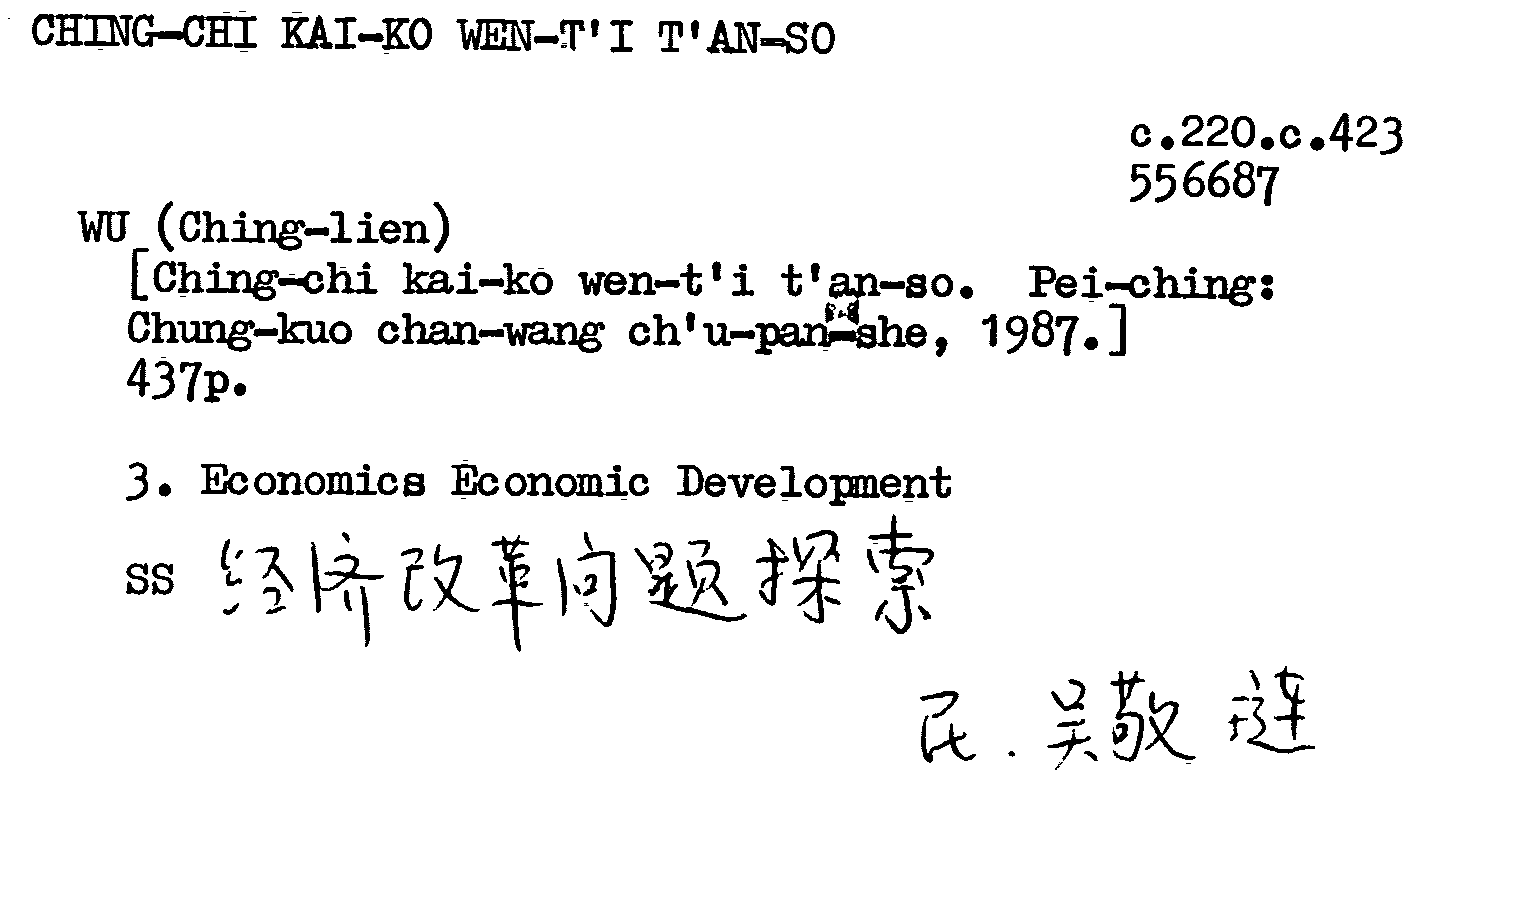 CHING-CHI KAI-KO WEN-T'I T'AN-SO
c.220.c.423
556687
WU (Ching-lien)
[Ching-chi kai-ko wen-t'i t'an-so. Pei-ching:
Chung-kuo chan-wang ch'u-pan-she, 1987.]
437p.
3. Economics Economic Development
SS 经济改革问题探索
吴敬琏